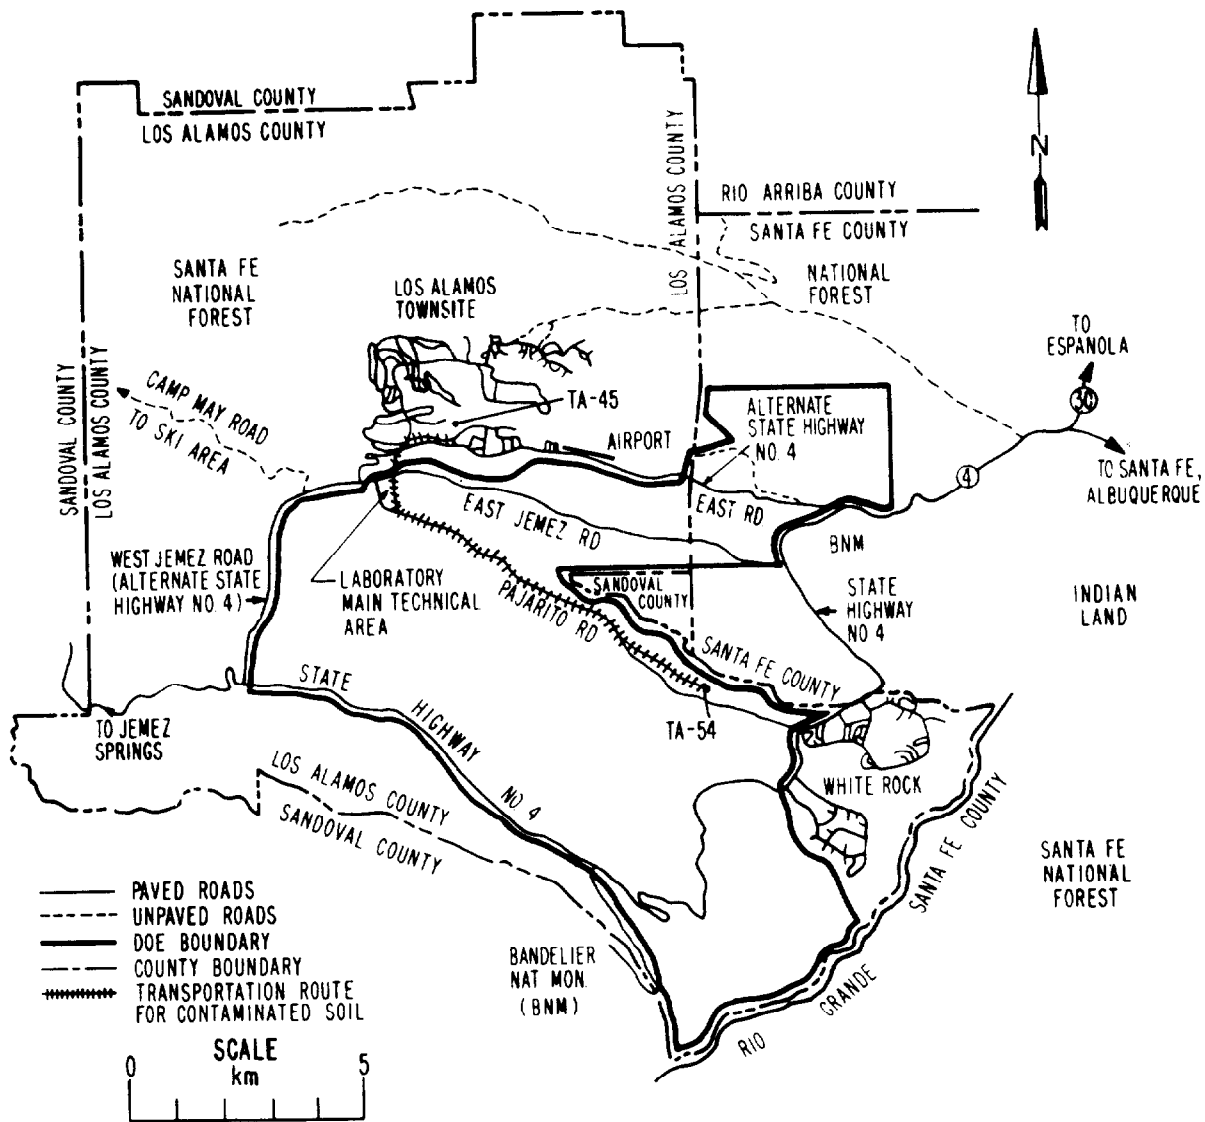 SANDOVAL COUNTY
LOS ALAMOS COUNTY
LOS ALAMOS COUNTY
N
RIO ARRIBA COUNTY
SANTA FE COUNTY
SANTA FE
NATIONAL
FOREST
LOS ALAMOS
TOWNSITE
NATIONAL
FOREST
TO
ESPANOLA
30
SANDOVAL COUNTY
LOS ALAMOS COUNTY
CAMP MAY ROAD
TO SKI AREA
TA-45
AIRPORT
ALTERNATE
STATE HIGHWAY
NO. 4
4
TO SANTA FE,
ALBUQUERQUE
EAST JEMEZ RD
EAST RD
BNM
WEST JEMEZ ROAD
(ALTERNATE STATE
HIGHWAY NO. 4)
LABORATORY
MAIN TECHNICAL
AREA
PAJARITO RD
SANDOVAL
COUNTY
STATE
HIGHWAY
NO 4
INDIAN
LAND
SANTA FE COUNTY
STATE HIGHWAY NO. 4
TO JEMEZ
SPRINGS
TA-54
LOS ALAMOS COUNTY
SANDOVAL COUNTY
WHITE ROCK
SANTA FE COUNTY
SANTA FE
NATIONAL
FOREST
BANDELIER
NAT MON.
(BNM)
RIO GRANDE
PAVED ROADS
UNPAVED ROADS
DOE BOUNDARY
COUNTY BOUNDARY
TRANSPORTATION ROUTE
FOR CONTAMINATED SOIL
SCALE
0 km 5